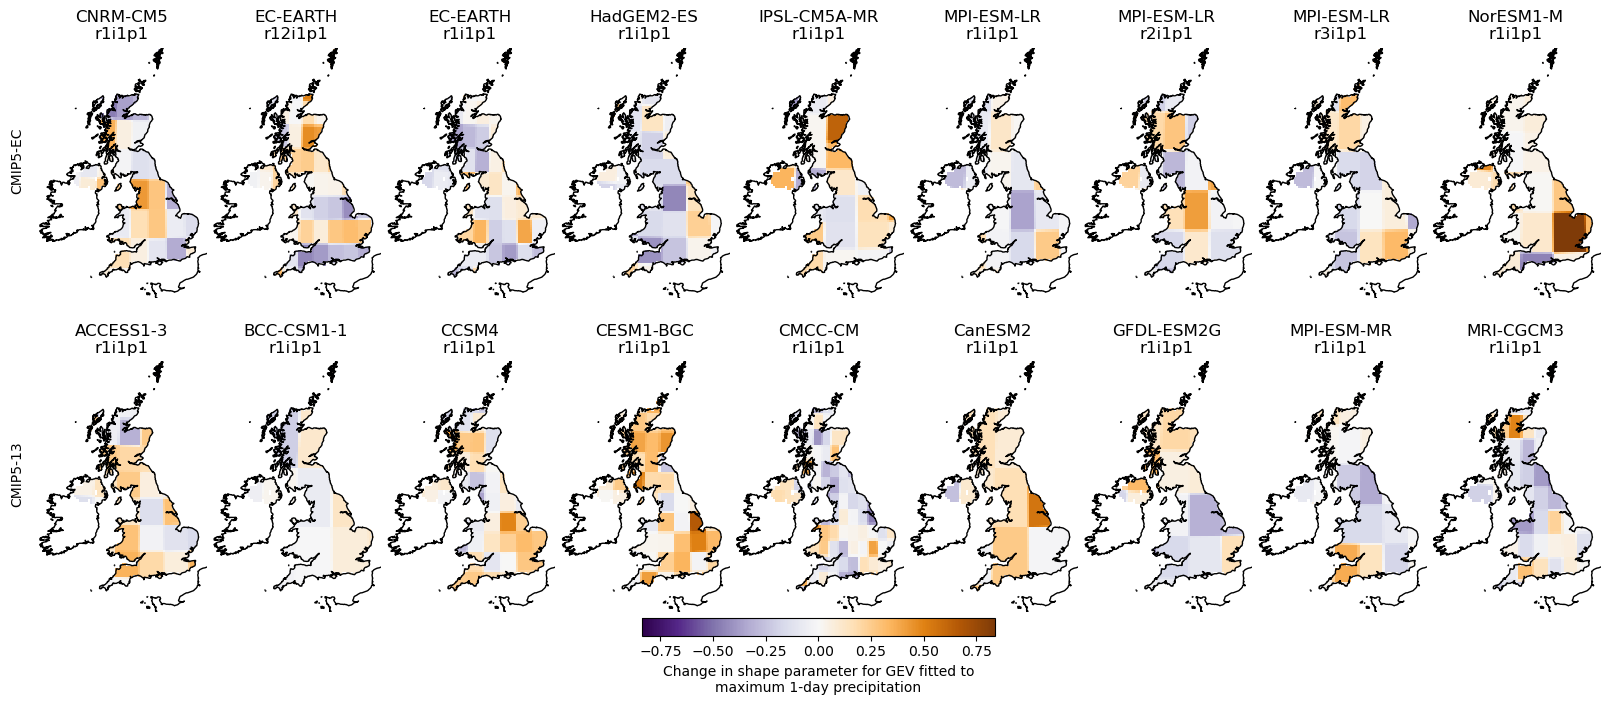 CNRM-CM5
r1i1p1
EC-EARTH
r12i1p1
EC-EARTH
r1i1p1
HadGEM2-ES
r1i1p1
IPSL-CM5A-MR
r1i1p1
MPI-ESM-LR
r1i1p1
MPI-ESM-LR
r2i1p1
MPI-ESM-LR
r3i1p1
NorESM1-M
r1i1p1
CMIP5-EC
ACCESS1-3
r1i1p1
BCC-CSM1-1
r1i1p1
CCSM4
r1i1p1
CESM1-BGC
r1i1p1
CMCC-CM
r1i1p1
CanESM2
r1i1p1
GFDL-ESM2G
r1i1p1
MPI-ESM-MR
r1i1p1
MRI-CGCM3
r1i1p1
CMIP5-13
−0.75 −0.50 −0.25 0.00 0.25 0.50 0.75
Change in shape parameter for GEV fitted to
maximum 1-day precipitation